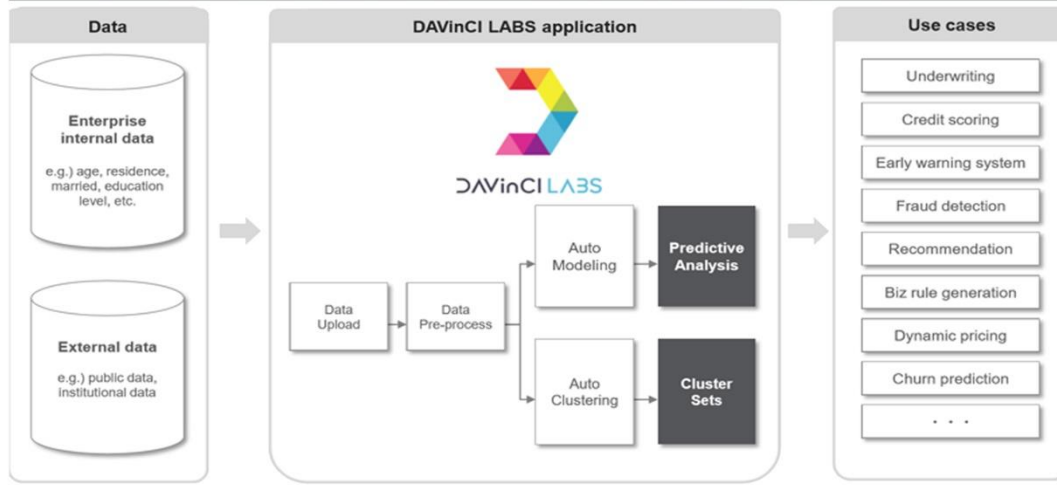 Data
Enterprise
internal data
e.g.) age, residence,
married, education
level, etc.
External data
e.g.) public data,
institutional data
DAVinCI LABS application
DAVinCI LABS
Data
Upload
Data
Pre-process
Auto
Modeling
Predictive
Analysis
Auto
Clustering
Cluster
Sets
Use cases
Underwriting
Credit scoring
Early warning system
Fraud detection
Recommendation
Biz rule generation
Dynamic pricing
Churn prediction
. . .